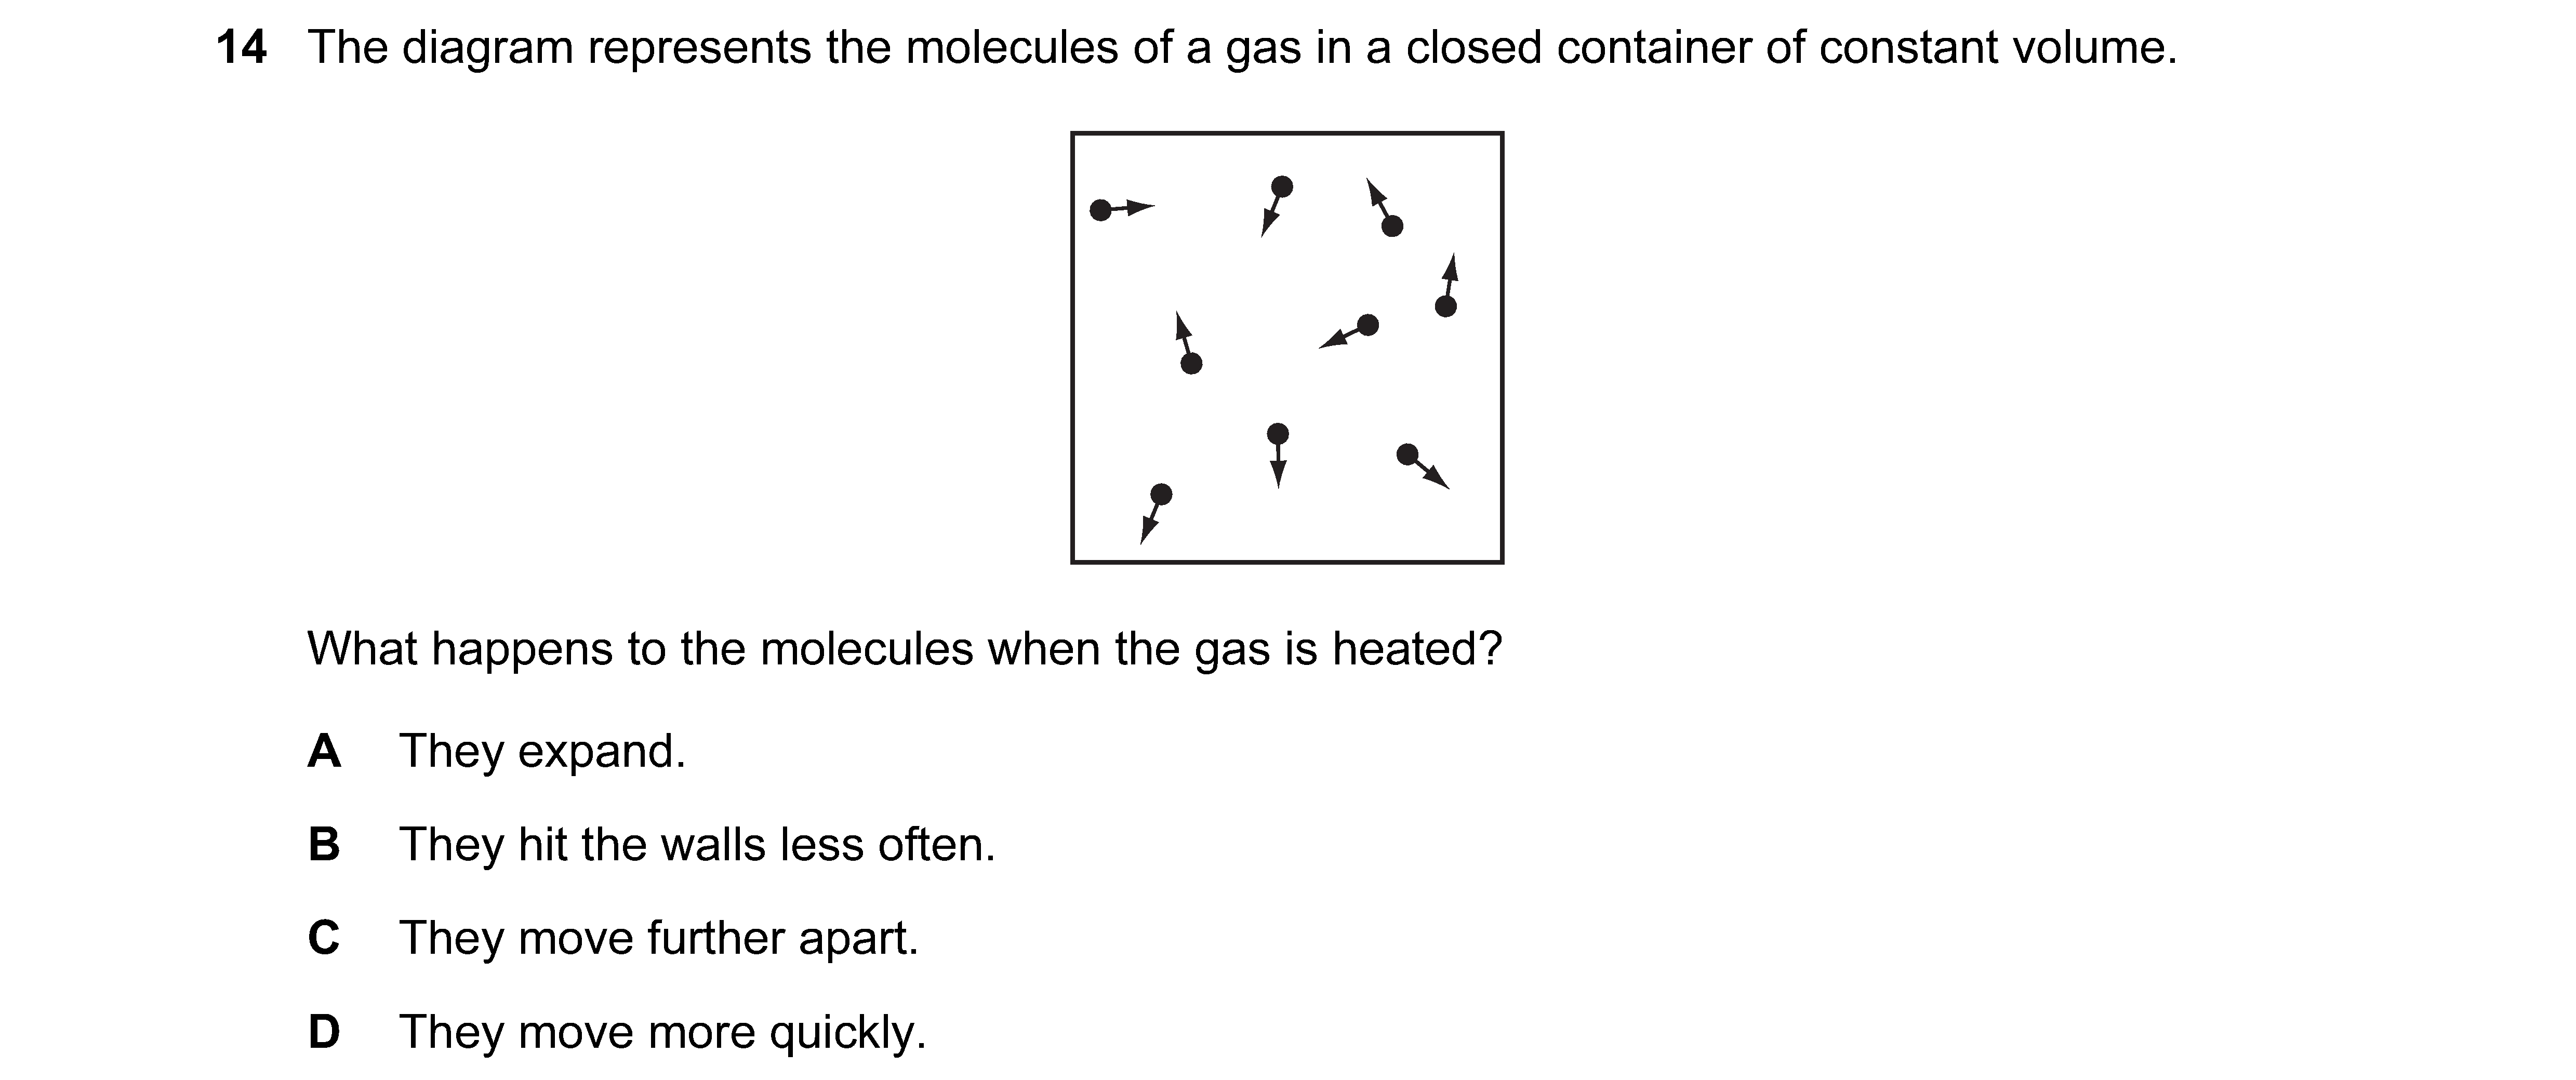 14 The diagram represents the molecules of a gas in a closed container of constant volume.
What happens to the molecules when the gas is heated?
A They expand.
B They hit the walls less often.
C They move further apart.
D They move more quickly.